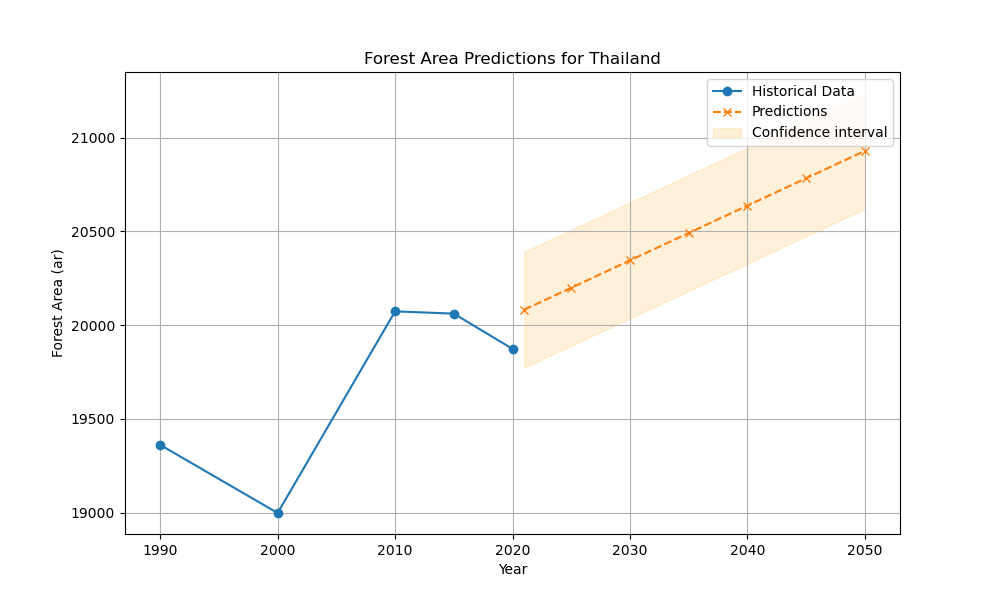 Forest Area Predictions for Thailand
Historical Data
Predictions
Confidence interval
Forest Area (ar)
21000
20500
20000
19500
19000
1990 2000 2010 2020 2030 2040 2050
Year